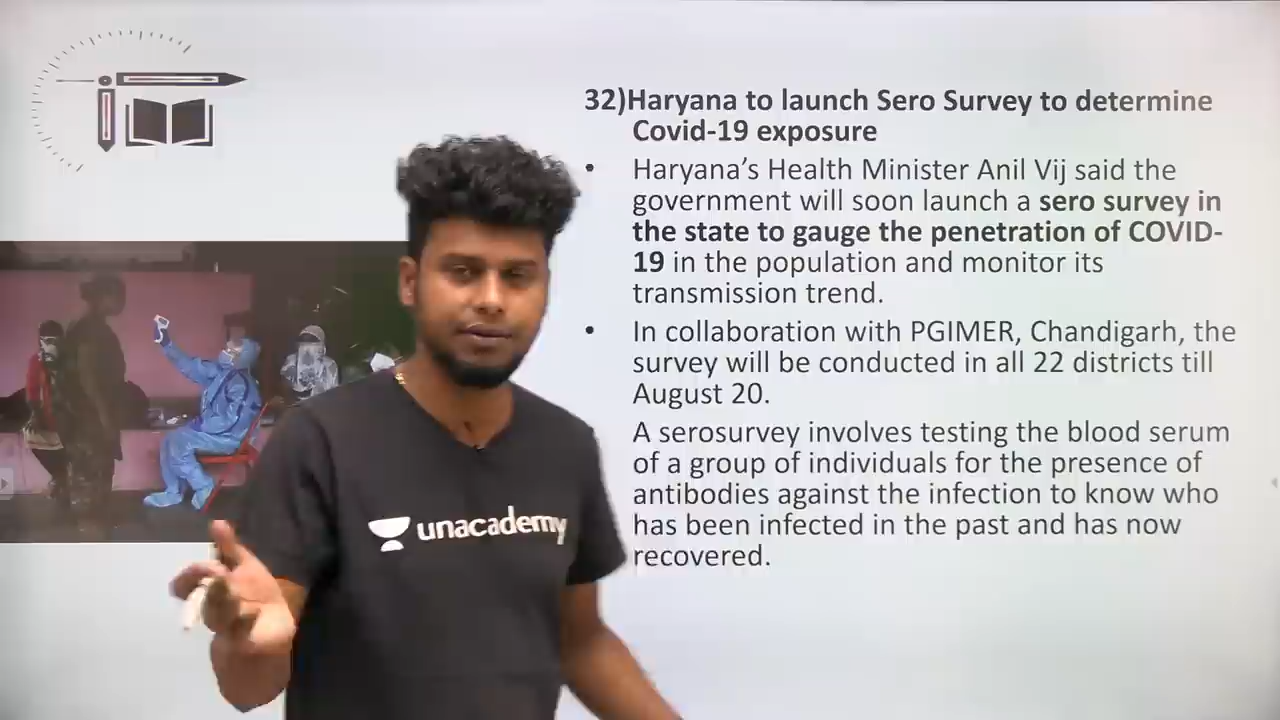 32)Haryana to launch Sero Survey to determine
Covid-19 exposure
• Haryana’s Health Minister Anil Vij said the
government will soon launch a sero survey in
the state to gauge the penetration of COVID-
19 in the population and monitor its
transmission trend.
• In collaboration with PGIMER, Chandigarh, the
survey will be conducted in all 22 districts till
August 20.
A serosurvey involves testing the blood serum
of a group of individuals for the presence of
antibodies against the infection to know who
has been infected in the past and has now
recovered.
unacademy